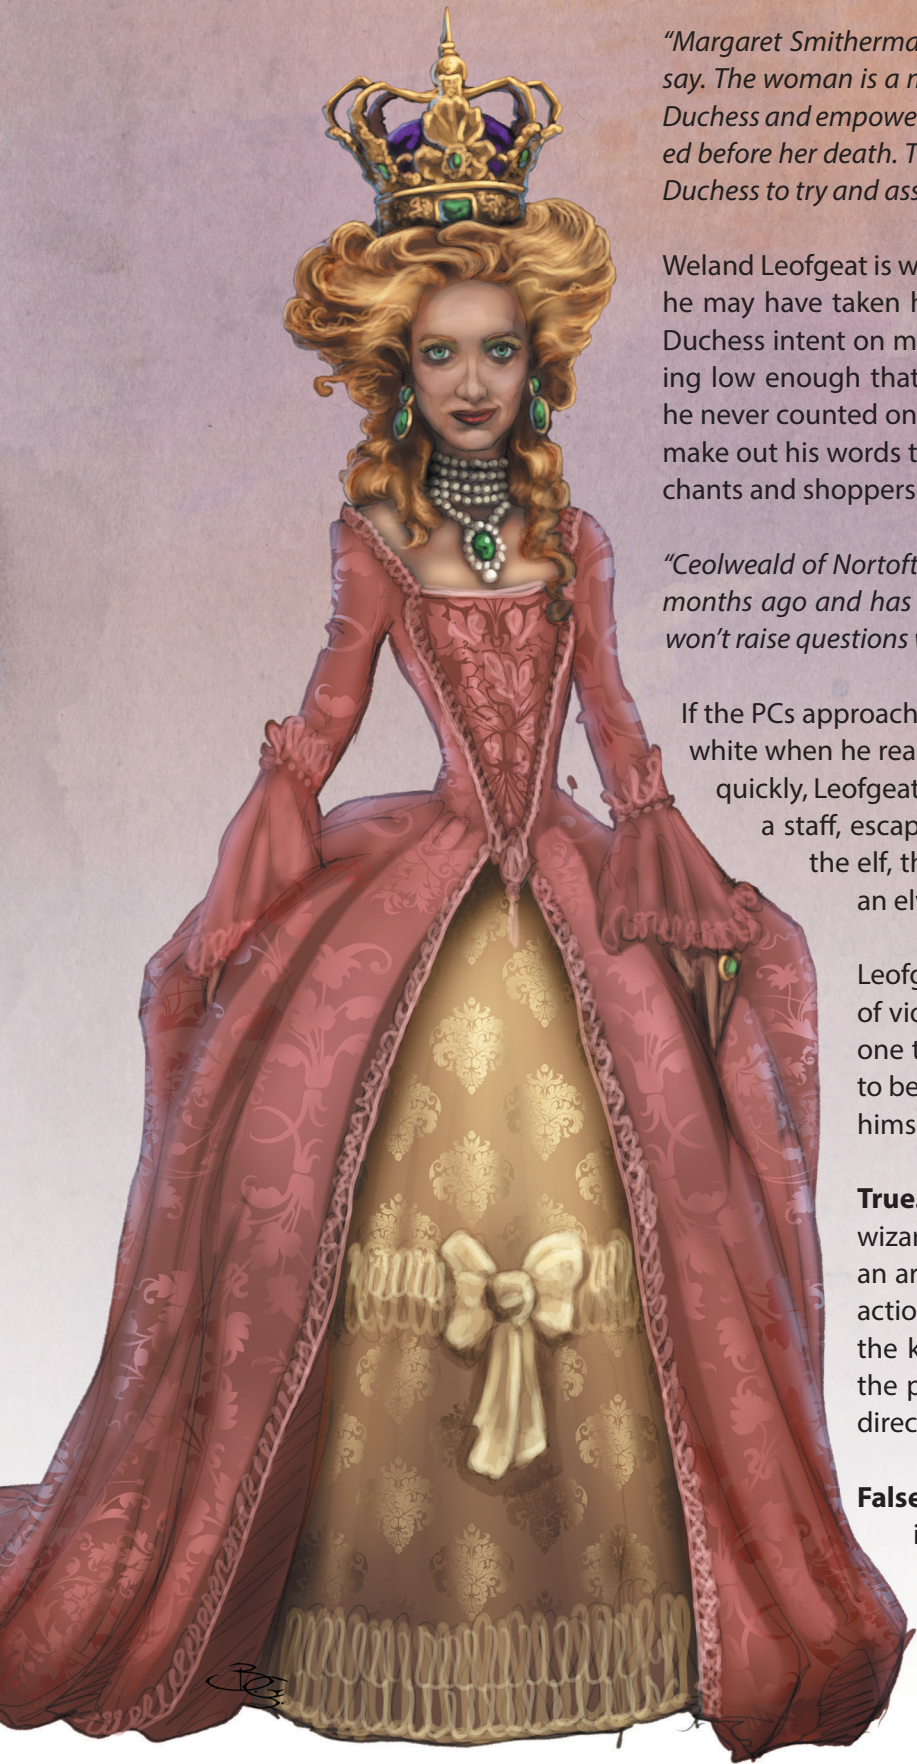 “Margaret Smitherma
say. The woman is a m
Duchess and empowe
ed before her death. T
Duchess to try and ass
Weland Leofgeat is w
he may have taken h
Duchess intent on m
ing low enough that
he never counted on
make out his words t
chants and shoppers
“Ceolweald of Nortoft
months ago and has
won’t raise questions
If the PCs approach
white when he rea
quickly, Leofgeat
a staff, escap
the elf, th
an el
Leofg
of vic
one t
to be
hims
True.
wizar
an ar
actio
the k
the p
direc
False
i